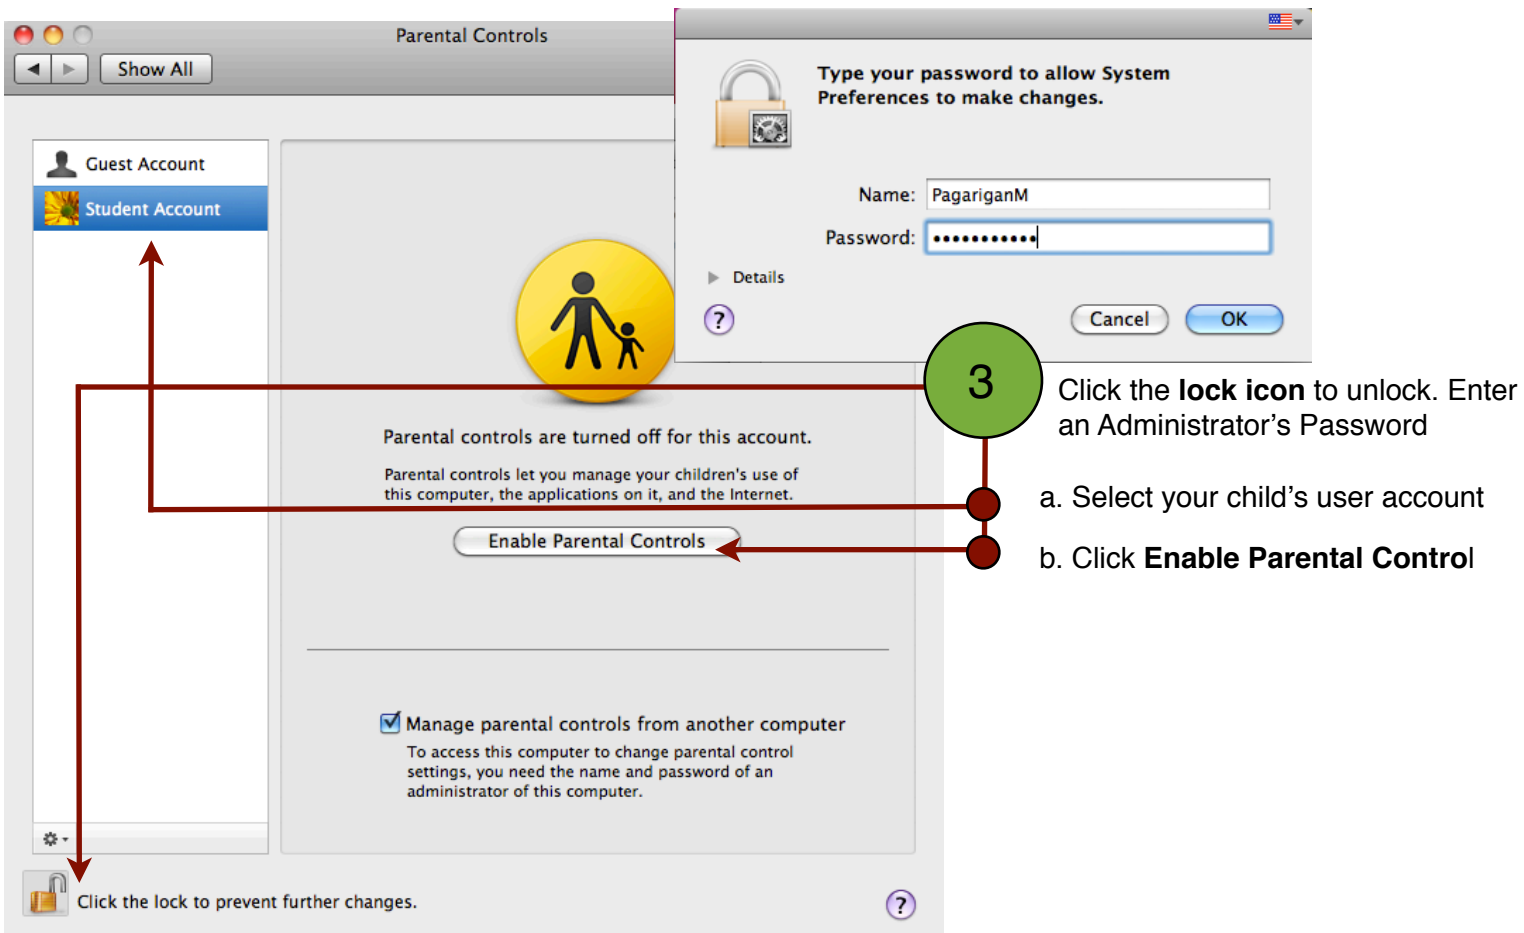 Parental Controls
Show All
Guest Account
Student Account
Type your password to allow System
Preferences to make changes.
Name: PagariganM
Password: •••••••••••
Details
?
Cancel
OK
3
Click the lock icon to unlock. Enter
an Administrator’s Password
a. Select your child’s user account
b. Click Enable Parental Control
Parental controls are turned off for this account.
Parental controls let you manage your children's use of
this computer, the applications on it, and the Internet.
Enable Parental Controls
Manage parental controls from another computer
To access this computer to change parental control
settings, you need the name and password of an
administrator of this computer.
Click the lock to prevent further changes.
?